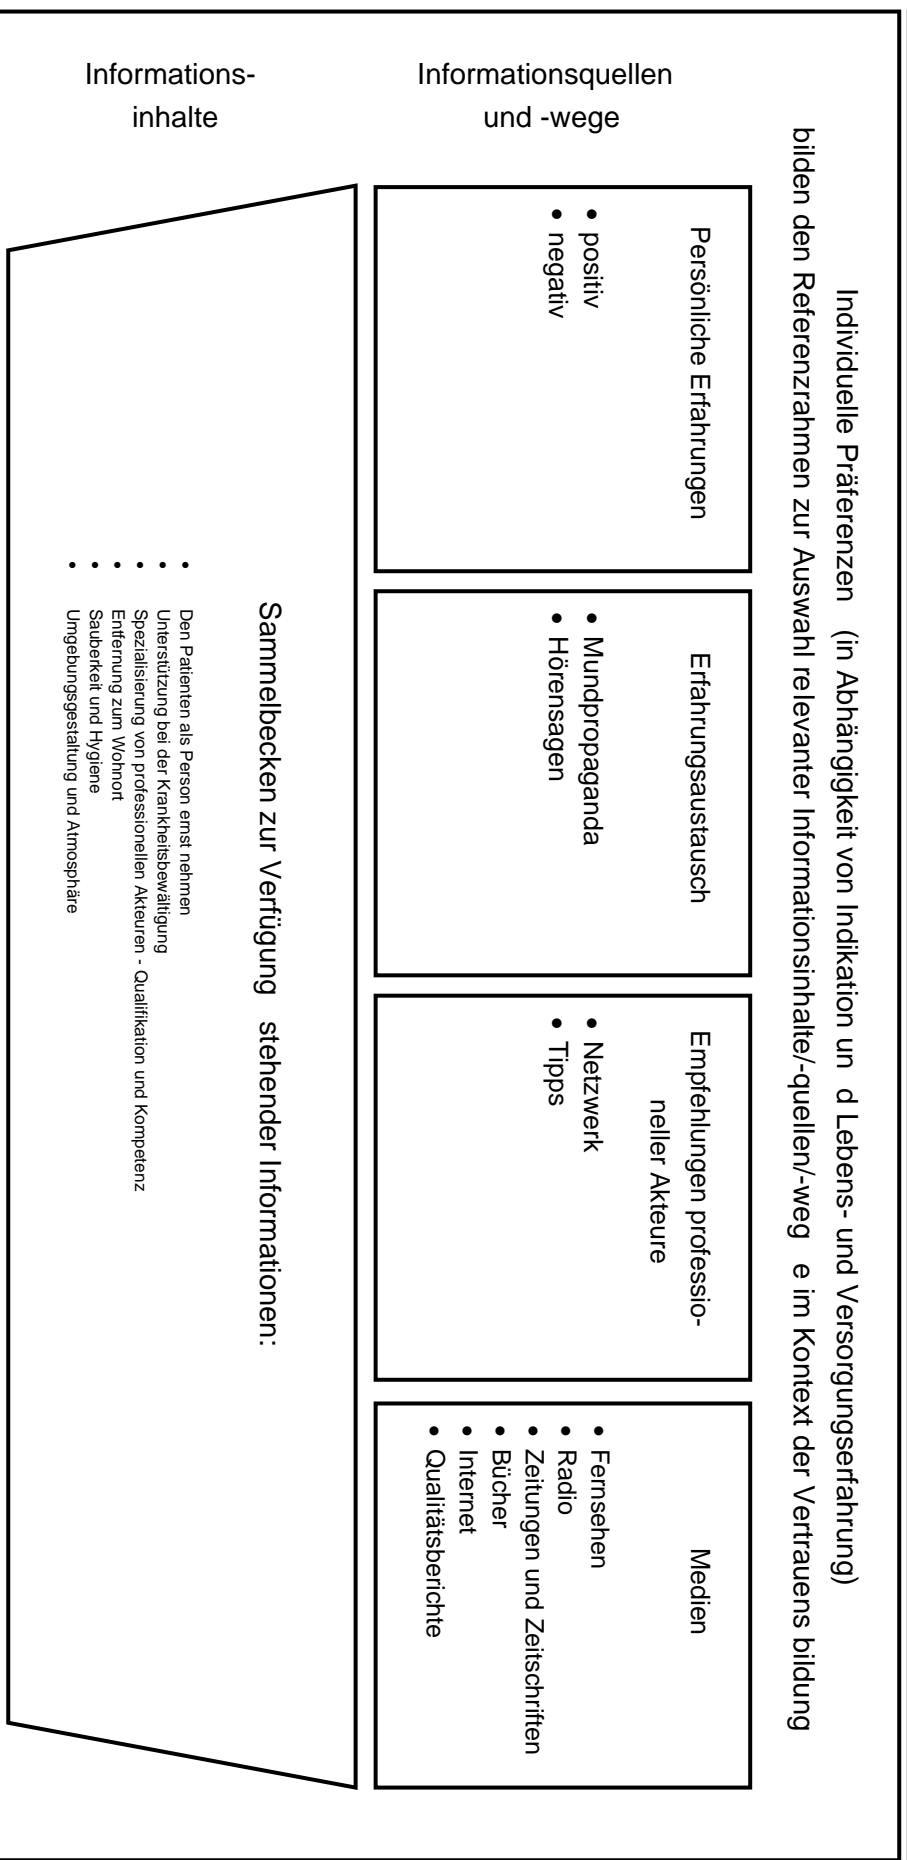 Individuelle Präferenzen (in Abhängigkeit von Indikation un d Lebens- und Versorgungserfahrung)
bilden den Referenzrahmen zur Auswahl relevanter Informationsinhalte/-quellen/-weg e im Kontext der Vertrauens bildung
Informationsquellen
und -wege
Persönliche Erfahrungen
• positiv
• negativ
Erfahrungsaustausch
• Mundpropaganda
• Hörensagen
Empfehlungen professio-
neller Akteure
• Netzwerk
• Tipps
Medien
• Fernsehen
• Radio
• Zeitungen und Zeitschriften
• Bücher
• Internet
• Qualitätsberichte
Informations-
inhalte
Sammelbecken zur Verfügung stehender Informationen:
• Den Patienten als Person ernst nehmen
• Unterstützung bei der Krankheitsbewältigung
• Spezialisierung von professionellen Akteuren - Qualifikation und Kompetenz
• Entfernung zum Wohnort
• Sauberkeit und Hygiene
• Umgebungsgestaltung und Atmosphäre